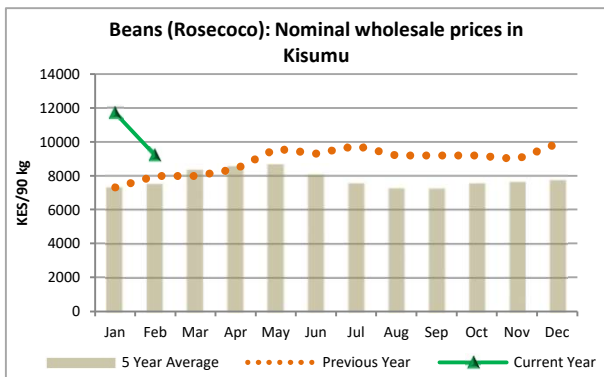 Beans (Rosecoco): Nominal wholesale prices in
Kisumu
14000
12000
10000
8000
6000
4000
2000
0
KES/90 kg
Jan Feb Mar Apr May Jun Jul Aug Sep Oct Nov Dec
5 Year Average Previous Year Current Year